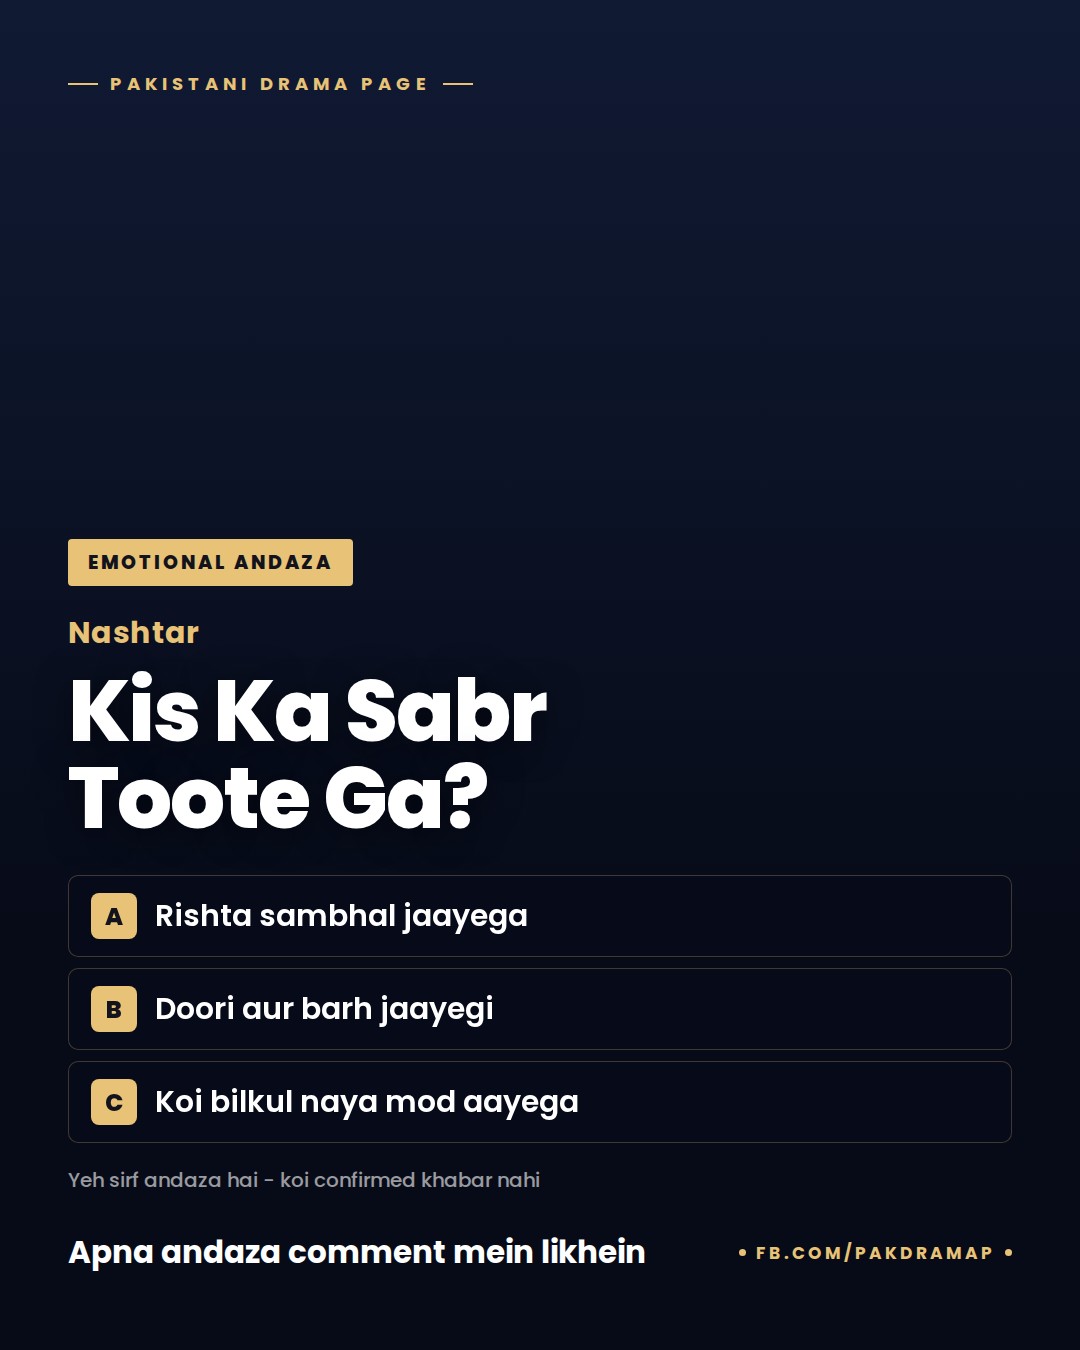 PAKISTANI DRAMA PAGE
EMOTIONAL ANDAZA
Nashtar
Kis Ka Sabr
Toote Ga?
A Rishta sambhal jaayega
B Doori aur barh jaayegi
C Koi bilkul naya mod aayega
Yeh sirf andaza hai - koi confirmed khabar nahi
Apna andaza comment mein likhein
• FB.COM/PAKDRAMAP •